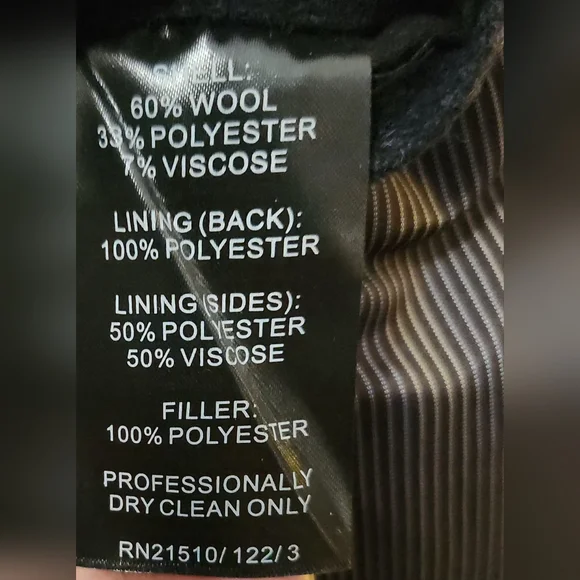 SHELL:
60% WOOL
33% POLYESTER
7% VISCOSE
LINING (BACK):
100% POLYESTER
LINING (SIDES):
50% POLYESTER
50% VISCOSE
FILLER:
100% POLYESTER
PROFESSIONALLY
DRY CLEAN ONLY
RN21510/ 122/ 3